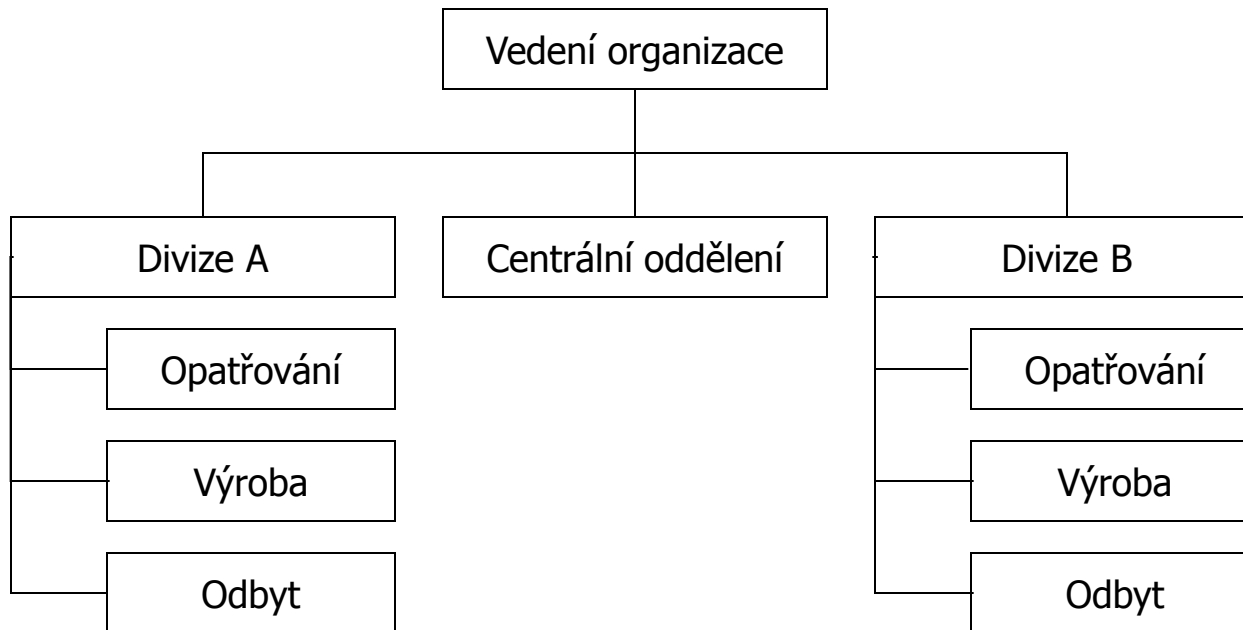 Vedení organizace
Divize A
Centrální oddělení
Divize B
Opatřování
Opatřování
Výroba
Výroba
Odbyt
Odbyt